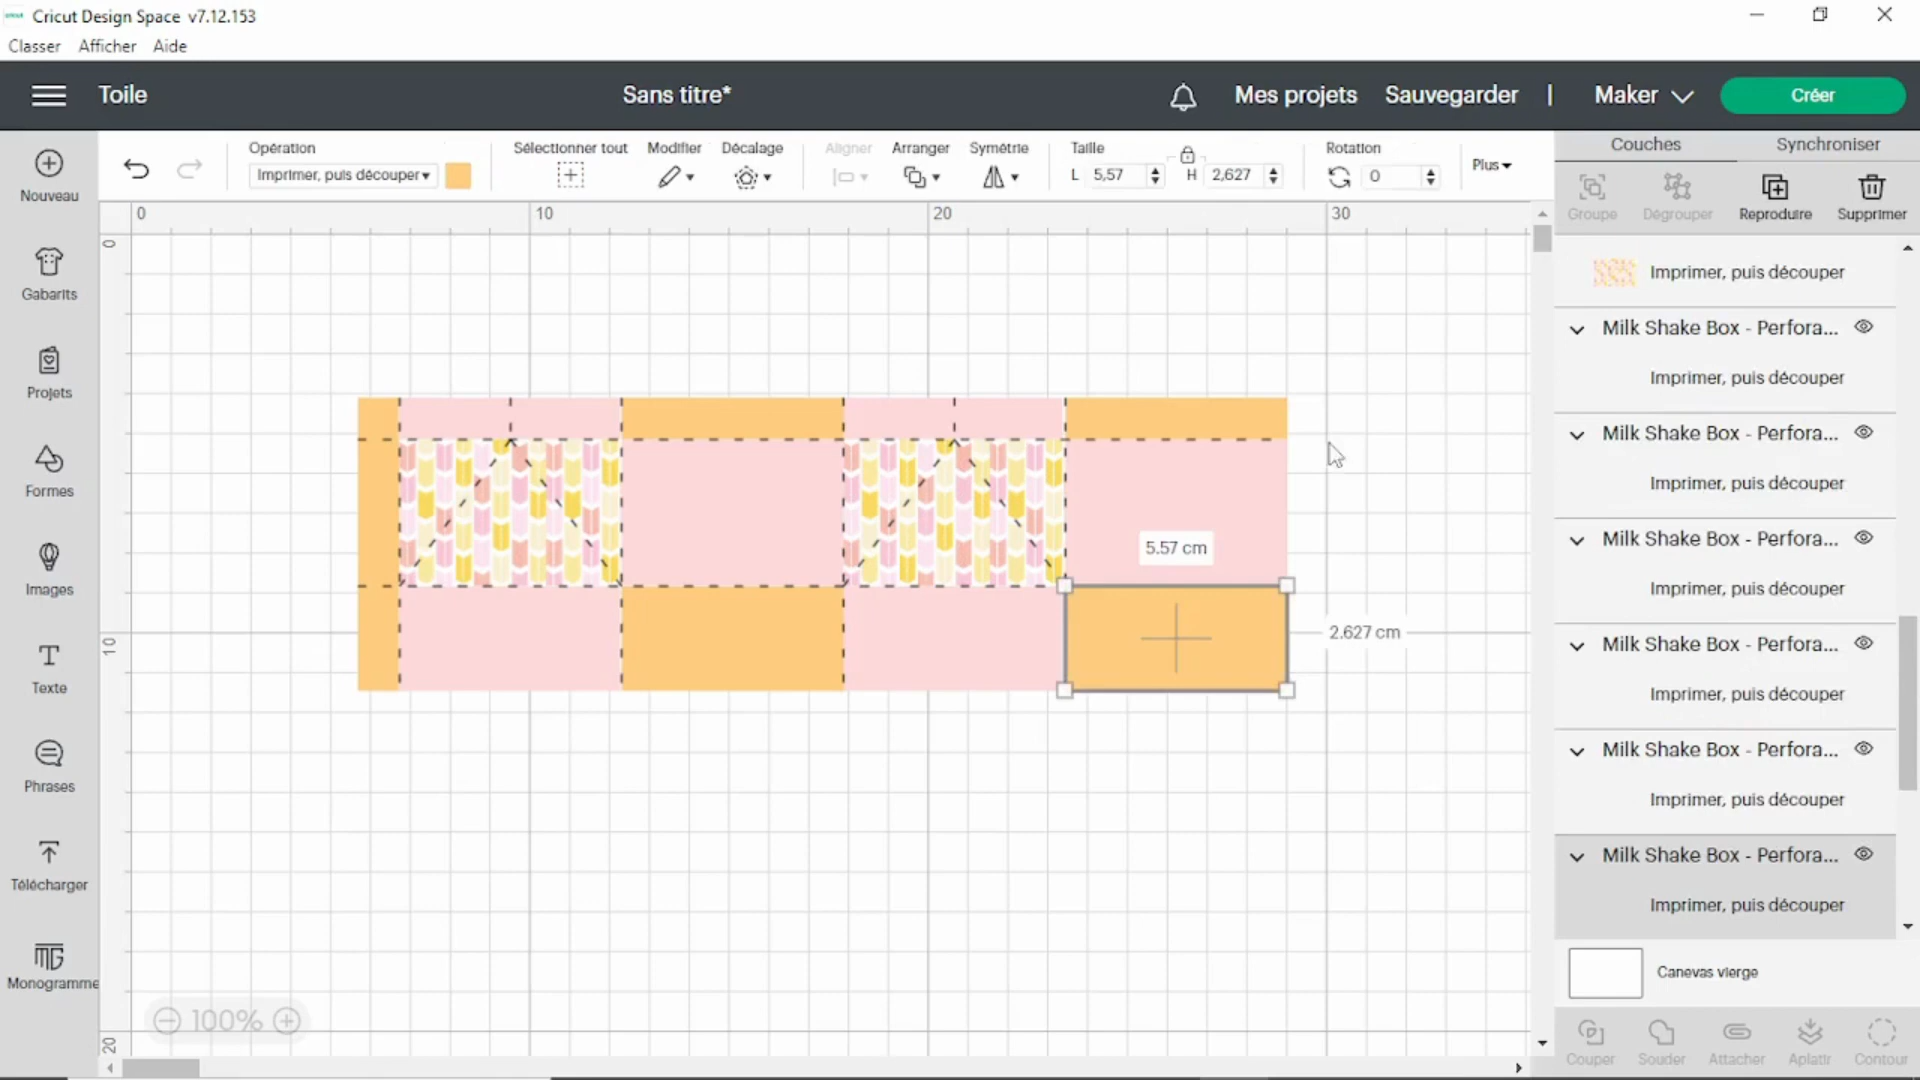 cricut Cricut Design Space v7.12.153
Classer Afficher Aide
Toile Sans titre* Mes projets Sauvegarder | Maker Créer
Opération Sélectionner tout Modifier Décalage Aligner Arranger Symétrie Taille Rotation
Imprimer, puis découper L 5,57 H 2,627 0 Plus
Couches Synchroniser
Groupe Dégrouper Reproduire Supprimer
Nouveau
Gabarits
Projets
Formes
Images
Texte
Phrases
Télécharger
Monogramme
0 10 20 30
0
10
20
5.57 cm
2.627 cm
100%
Imprimer, puis découper
Milk Shake Box - Perfora...
Imprimer, puis découper
Milk Shake Box - Perfora...
Imprimer, puis découper
Milk Shake Box - Perfora...
Imprimer, puis découper
Milk Shake Box - Perfora...
Imprimer, puis découper
Milk Shake Box - Perfora...
Imprimer, puis découper
Milk Shake Box - Perfora...
Imprimer, puis découper
Canevas vierge
Couper Souder Attacher Aplatir Contour